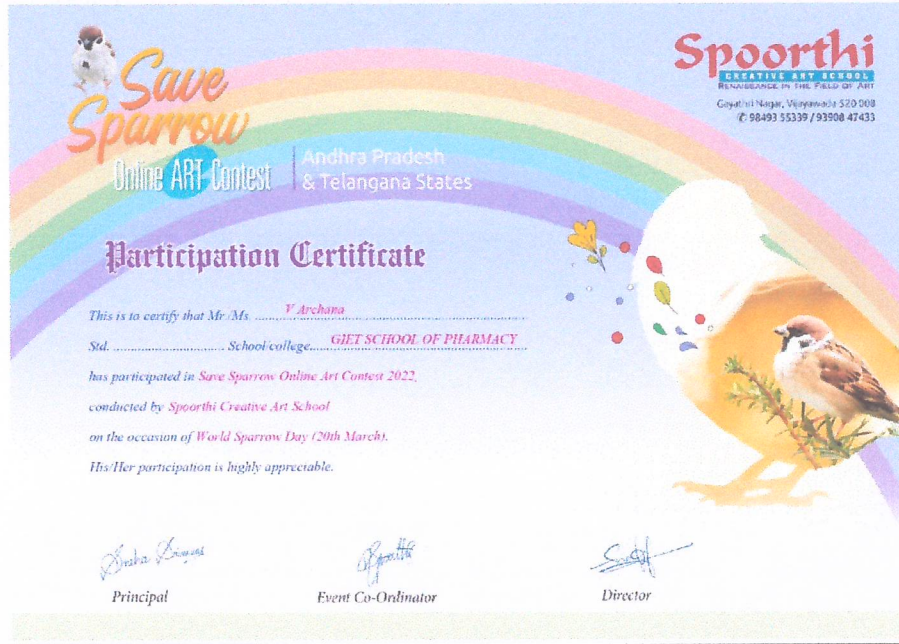 Save
Sparrow
Online ART Contest
Andhra Pradesh
& Telangana States
Spoorthi
CREATIVE ART SCHOOL
RENAISSANCE IN THE FIELD OF ART
Gayathri Nagar, Vijayawada 520 008
✆ 98493 55339 / 93908 47433
Participation Certificate
This is to certify that Mr./Ms. V Archana
Std. .............................. School/college.... GIET SCHOOL OF PHARMACY
has participated in Save Sparrow Online Art Contest 2022,
conducted by Spoorthi Creative Art School
on the occasion of World Sparrow Day (20th March).
His/Her participation is highly appreciable.
Principal
Event Co-Ordinator
Director